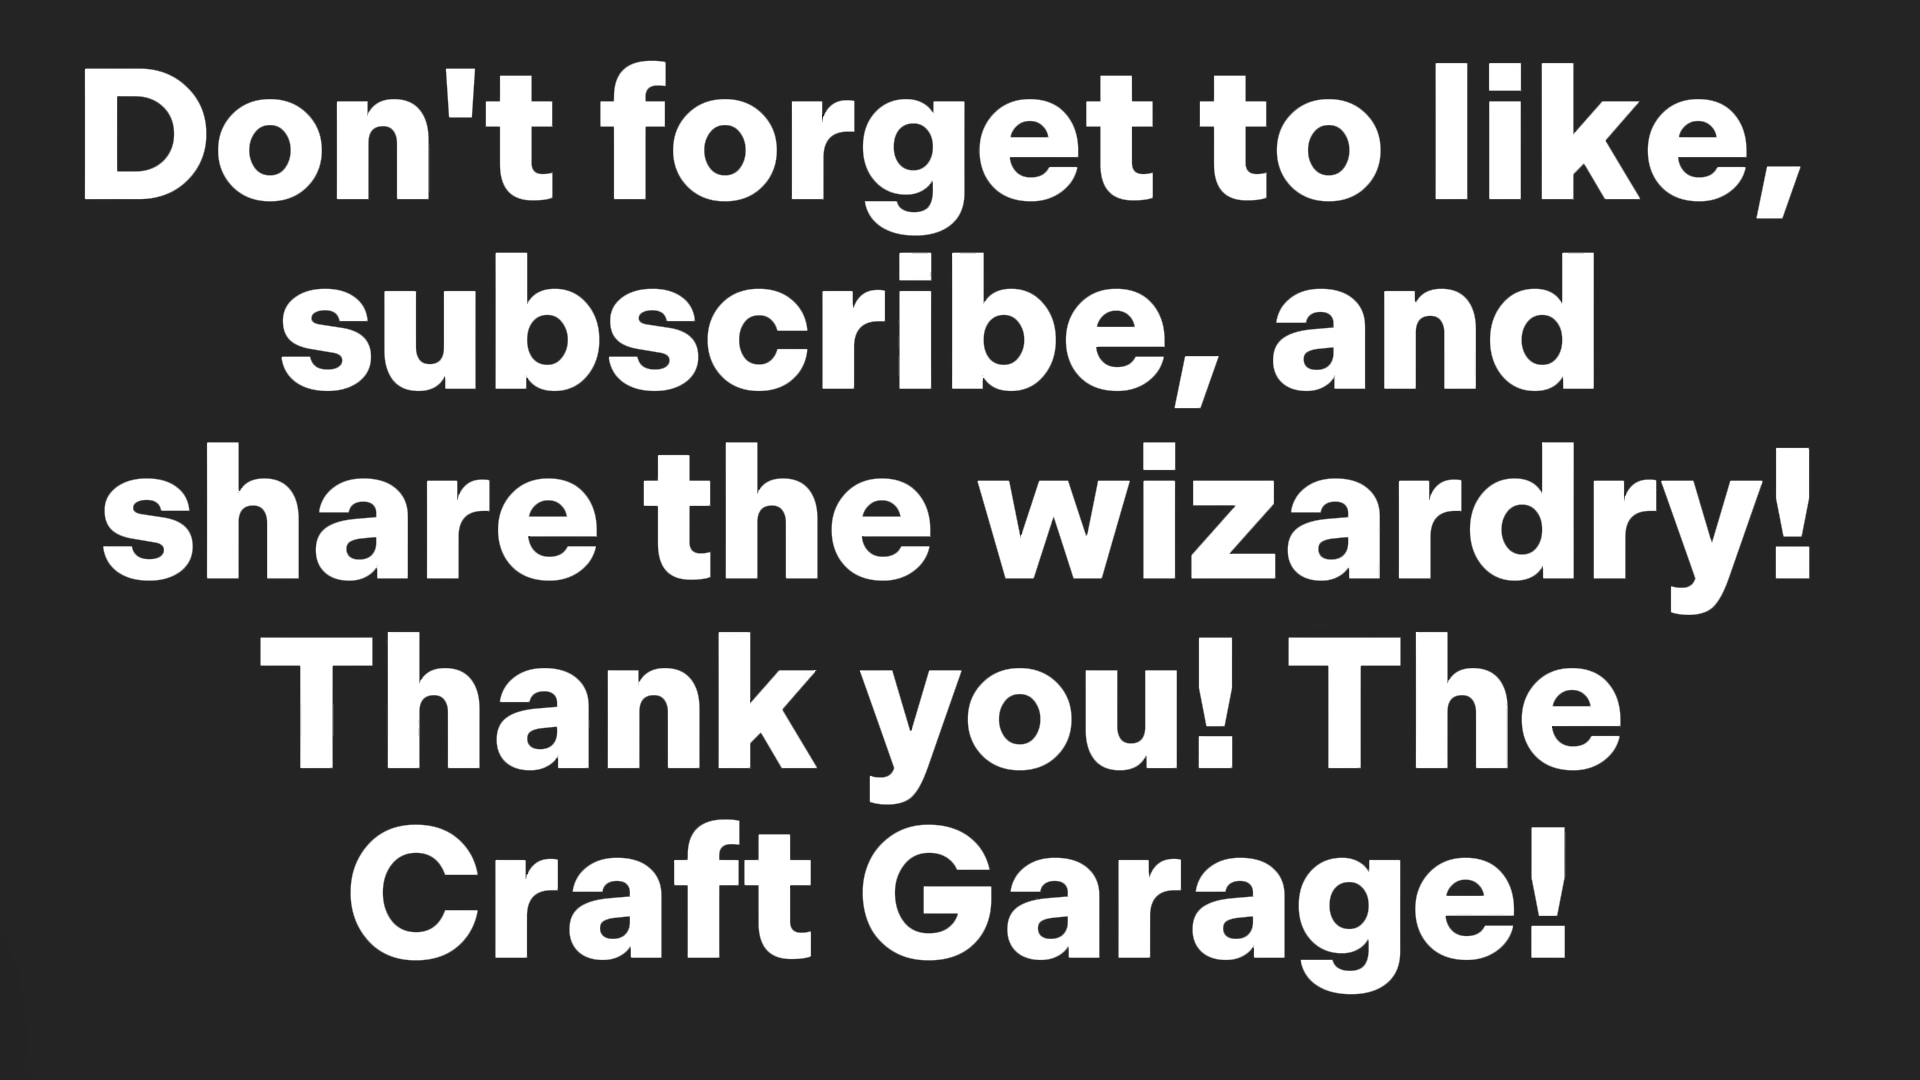 Don't forget to like,
subscribe, and
share the wizardry!
Thank you! The
Craft Garage!